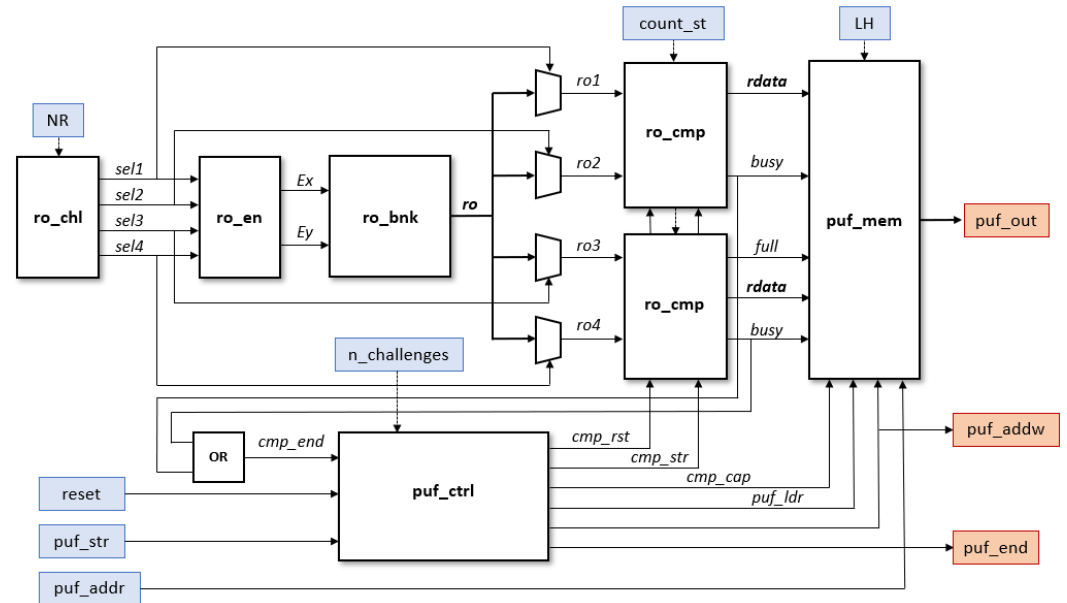 count_st
LH
NR
ro1
rdata
ro_cmp
sel1
ro2
busy
Ex
sel2
ro_chl
ro_en
ro_bnk
ro
puf_mem
puf_out
sel3
Ey
sel4
ro3
full
rdata
ro_cmp
ro4
busy
n_challenges
puf_addw
cmp_rst
cmp_end
OR
cmp_str
cmp_cap
reset
puf_ctrl
puf_ldr
puf_str
puf_end
puf_addr